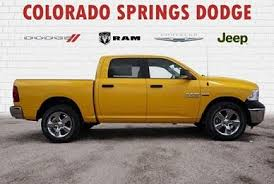 COLORADO SPRINGS DODGE
DODGE RAM CHRYSLER Jeep